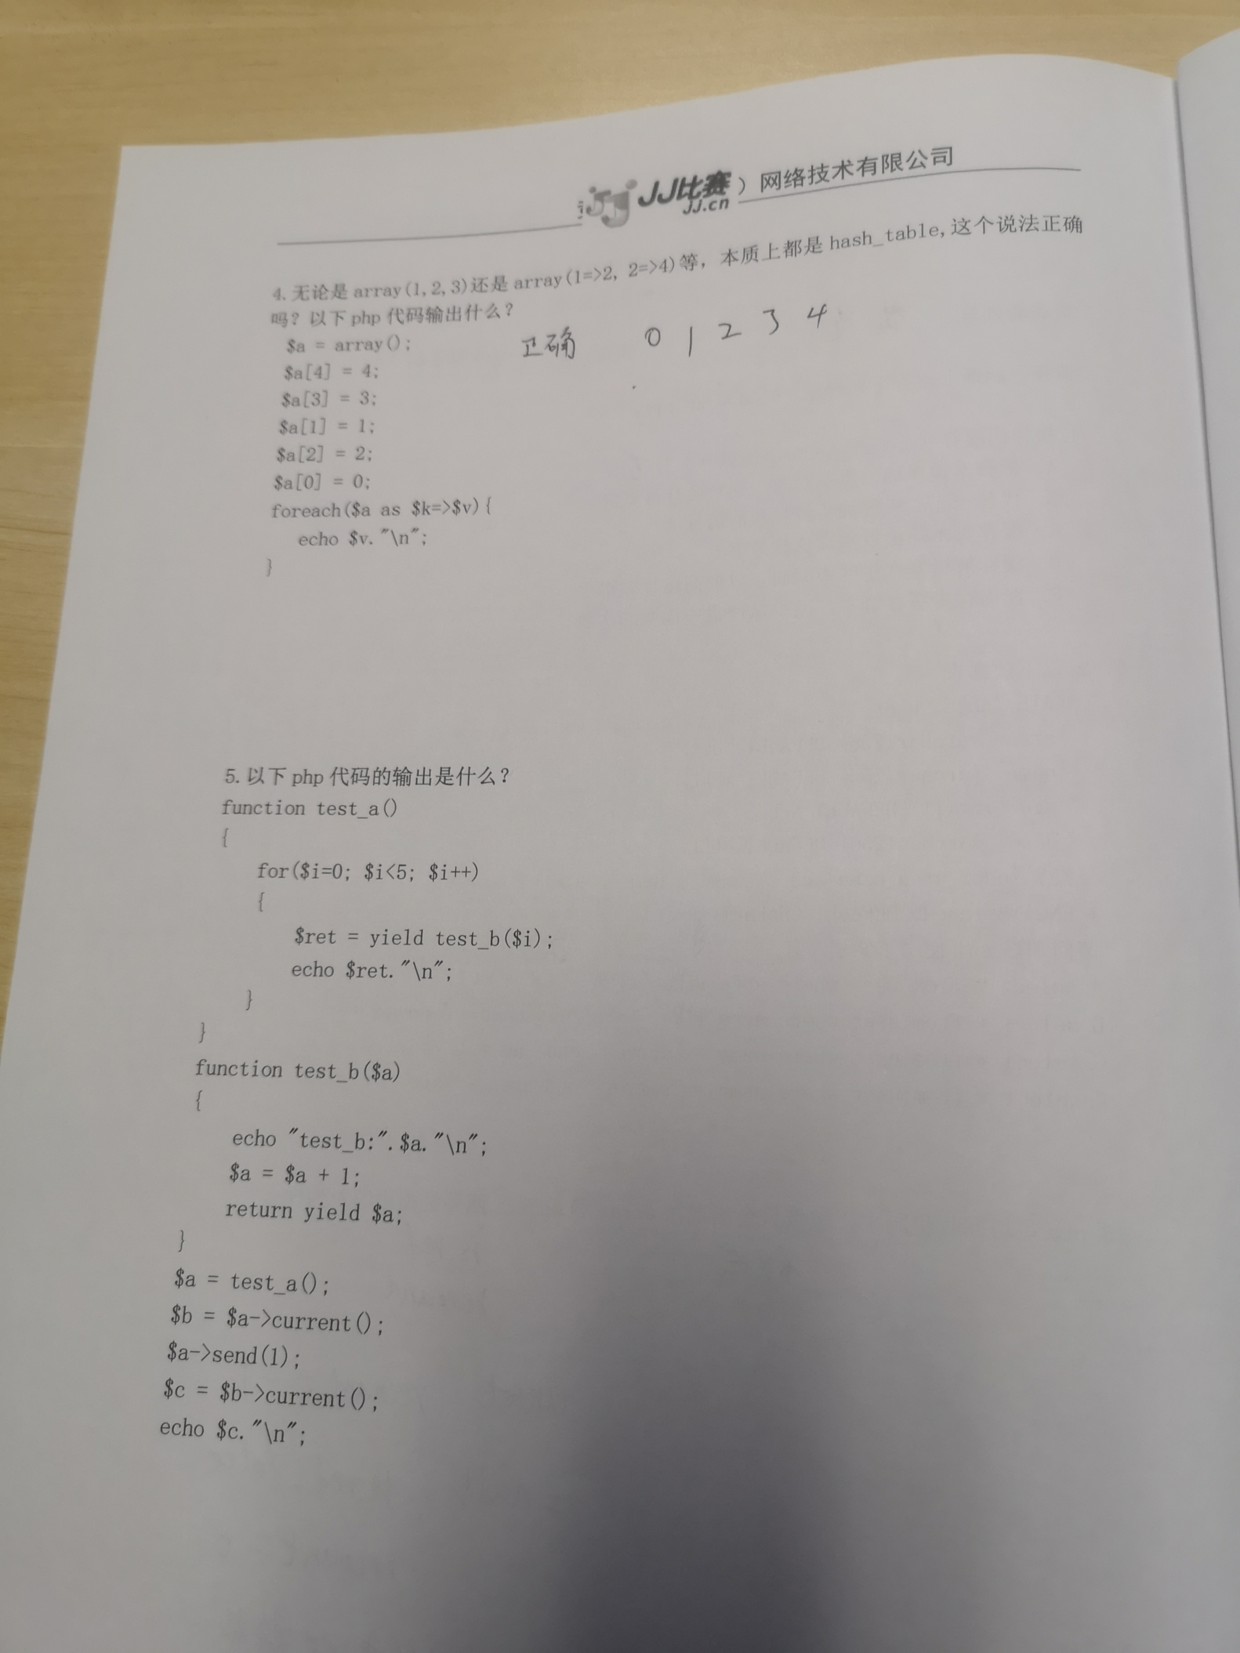 JJ比赛 JJ.cn ）网络技术有限公司
4. 无论是 array(1,2,3)还是 array(1=>2, 2=>4)等，本质上都是 hash_table,这个说法正确
吗？以下 php 代码输出什么？
正确 0 1 2 3 4
$a = array();
$a[4] = 4;
$a[3] = 3;
$a[1] = 1;
$a[2] = 2;
$a[0] = 0;
foreach($a as $k=>$v){
echo $v."\n";
}
5. 以下 php 代码的输出是什么？
function test_a()
{
for($i=0; $i<5; $i++)
{
$ret = yield test_b($i);
echo $ret."\n";
}
}
function test_b($a)
{
echo "test_b:".$a."\n";
$a = $a + 1;
return yield $a;
}
$a = test_a();
$b = $a->current();
$a->send(1);
$c = $b->current();
echo $c."\n";